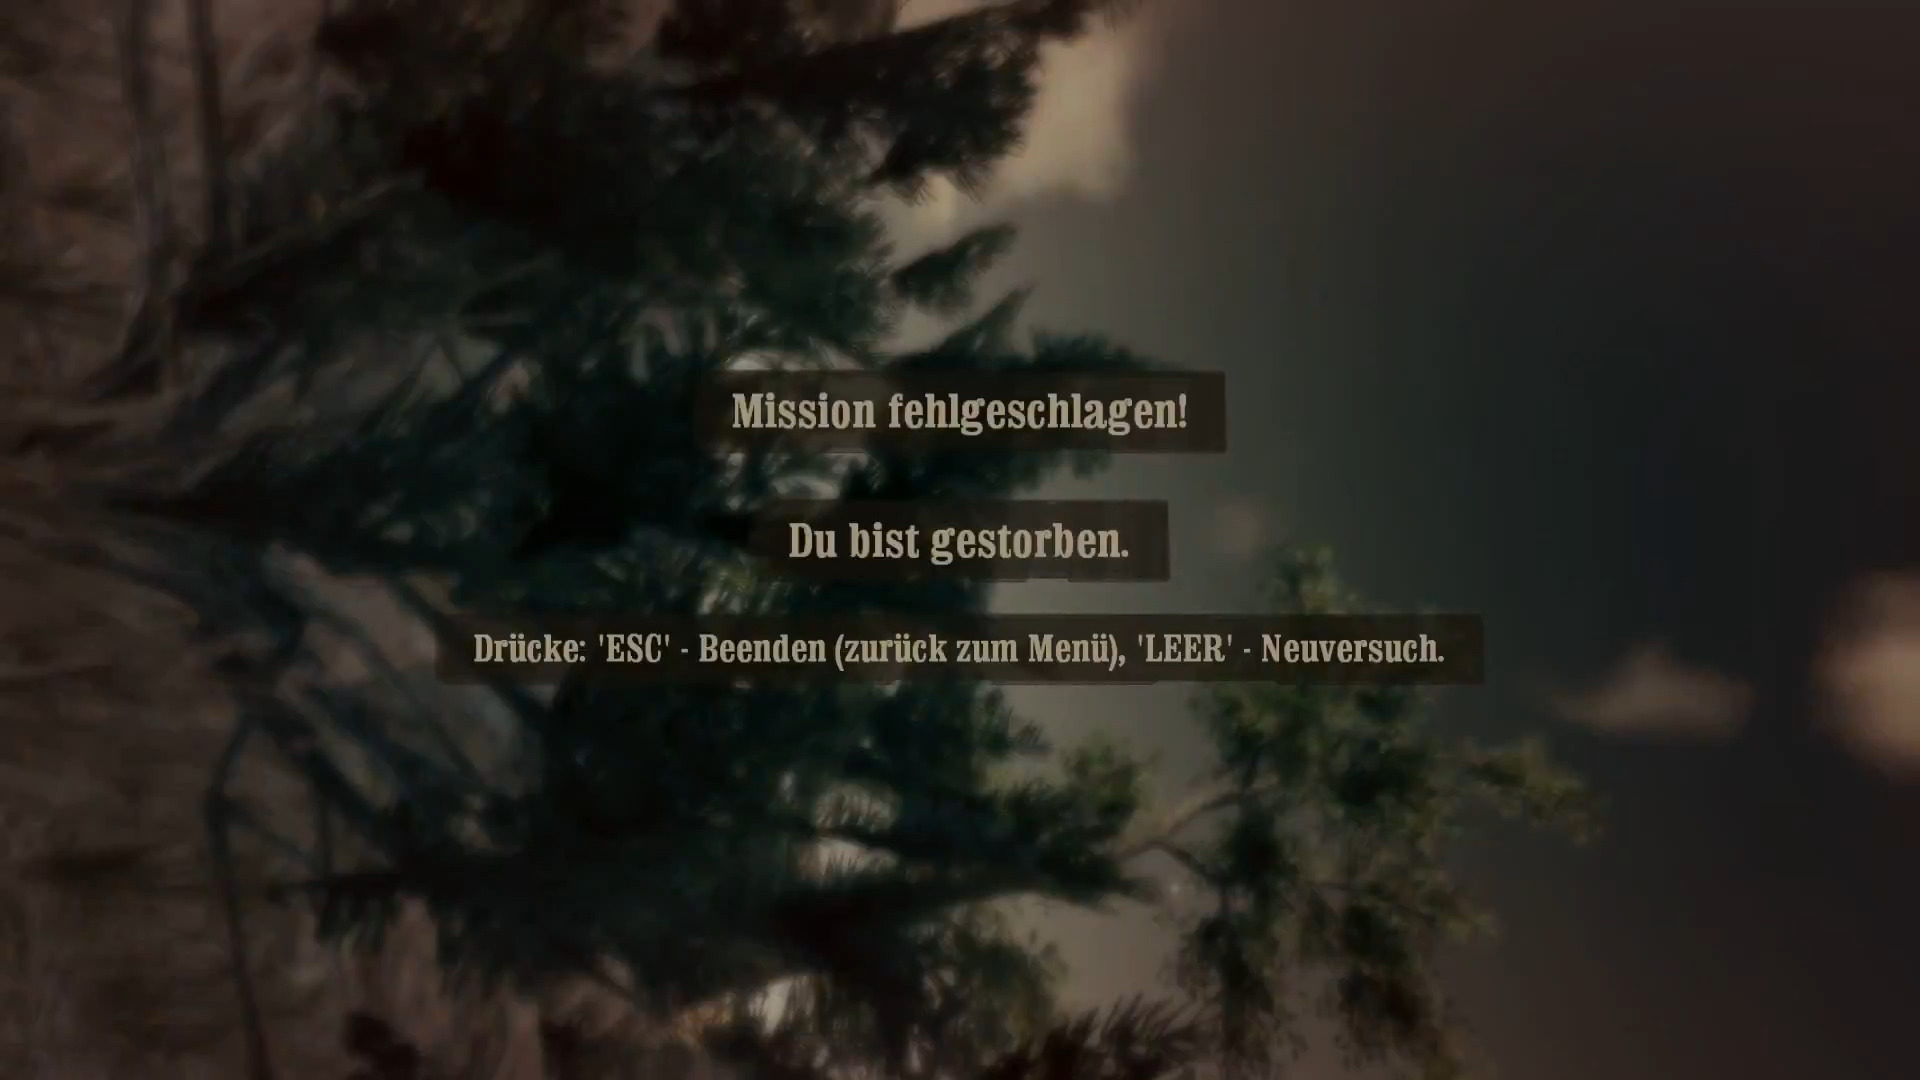 Mission fehlgeschlagen!
Du bist gestorben.
Drücke: 'ESC' - Beenden (zurück zum Menü), 'LEER' - Neuversuch.